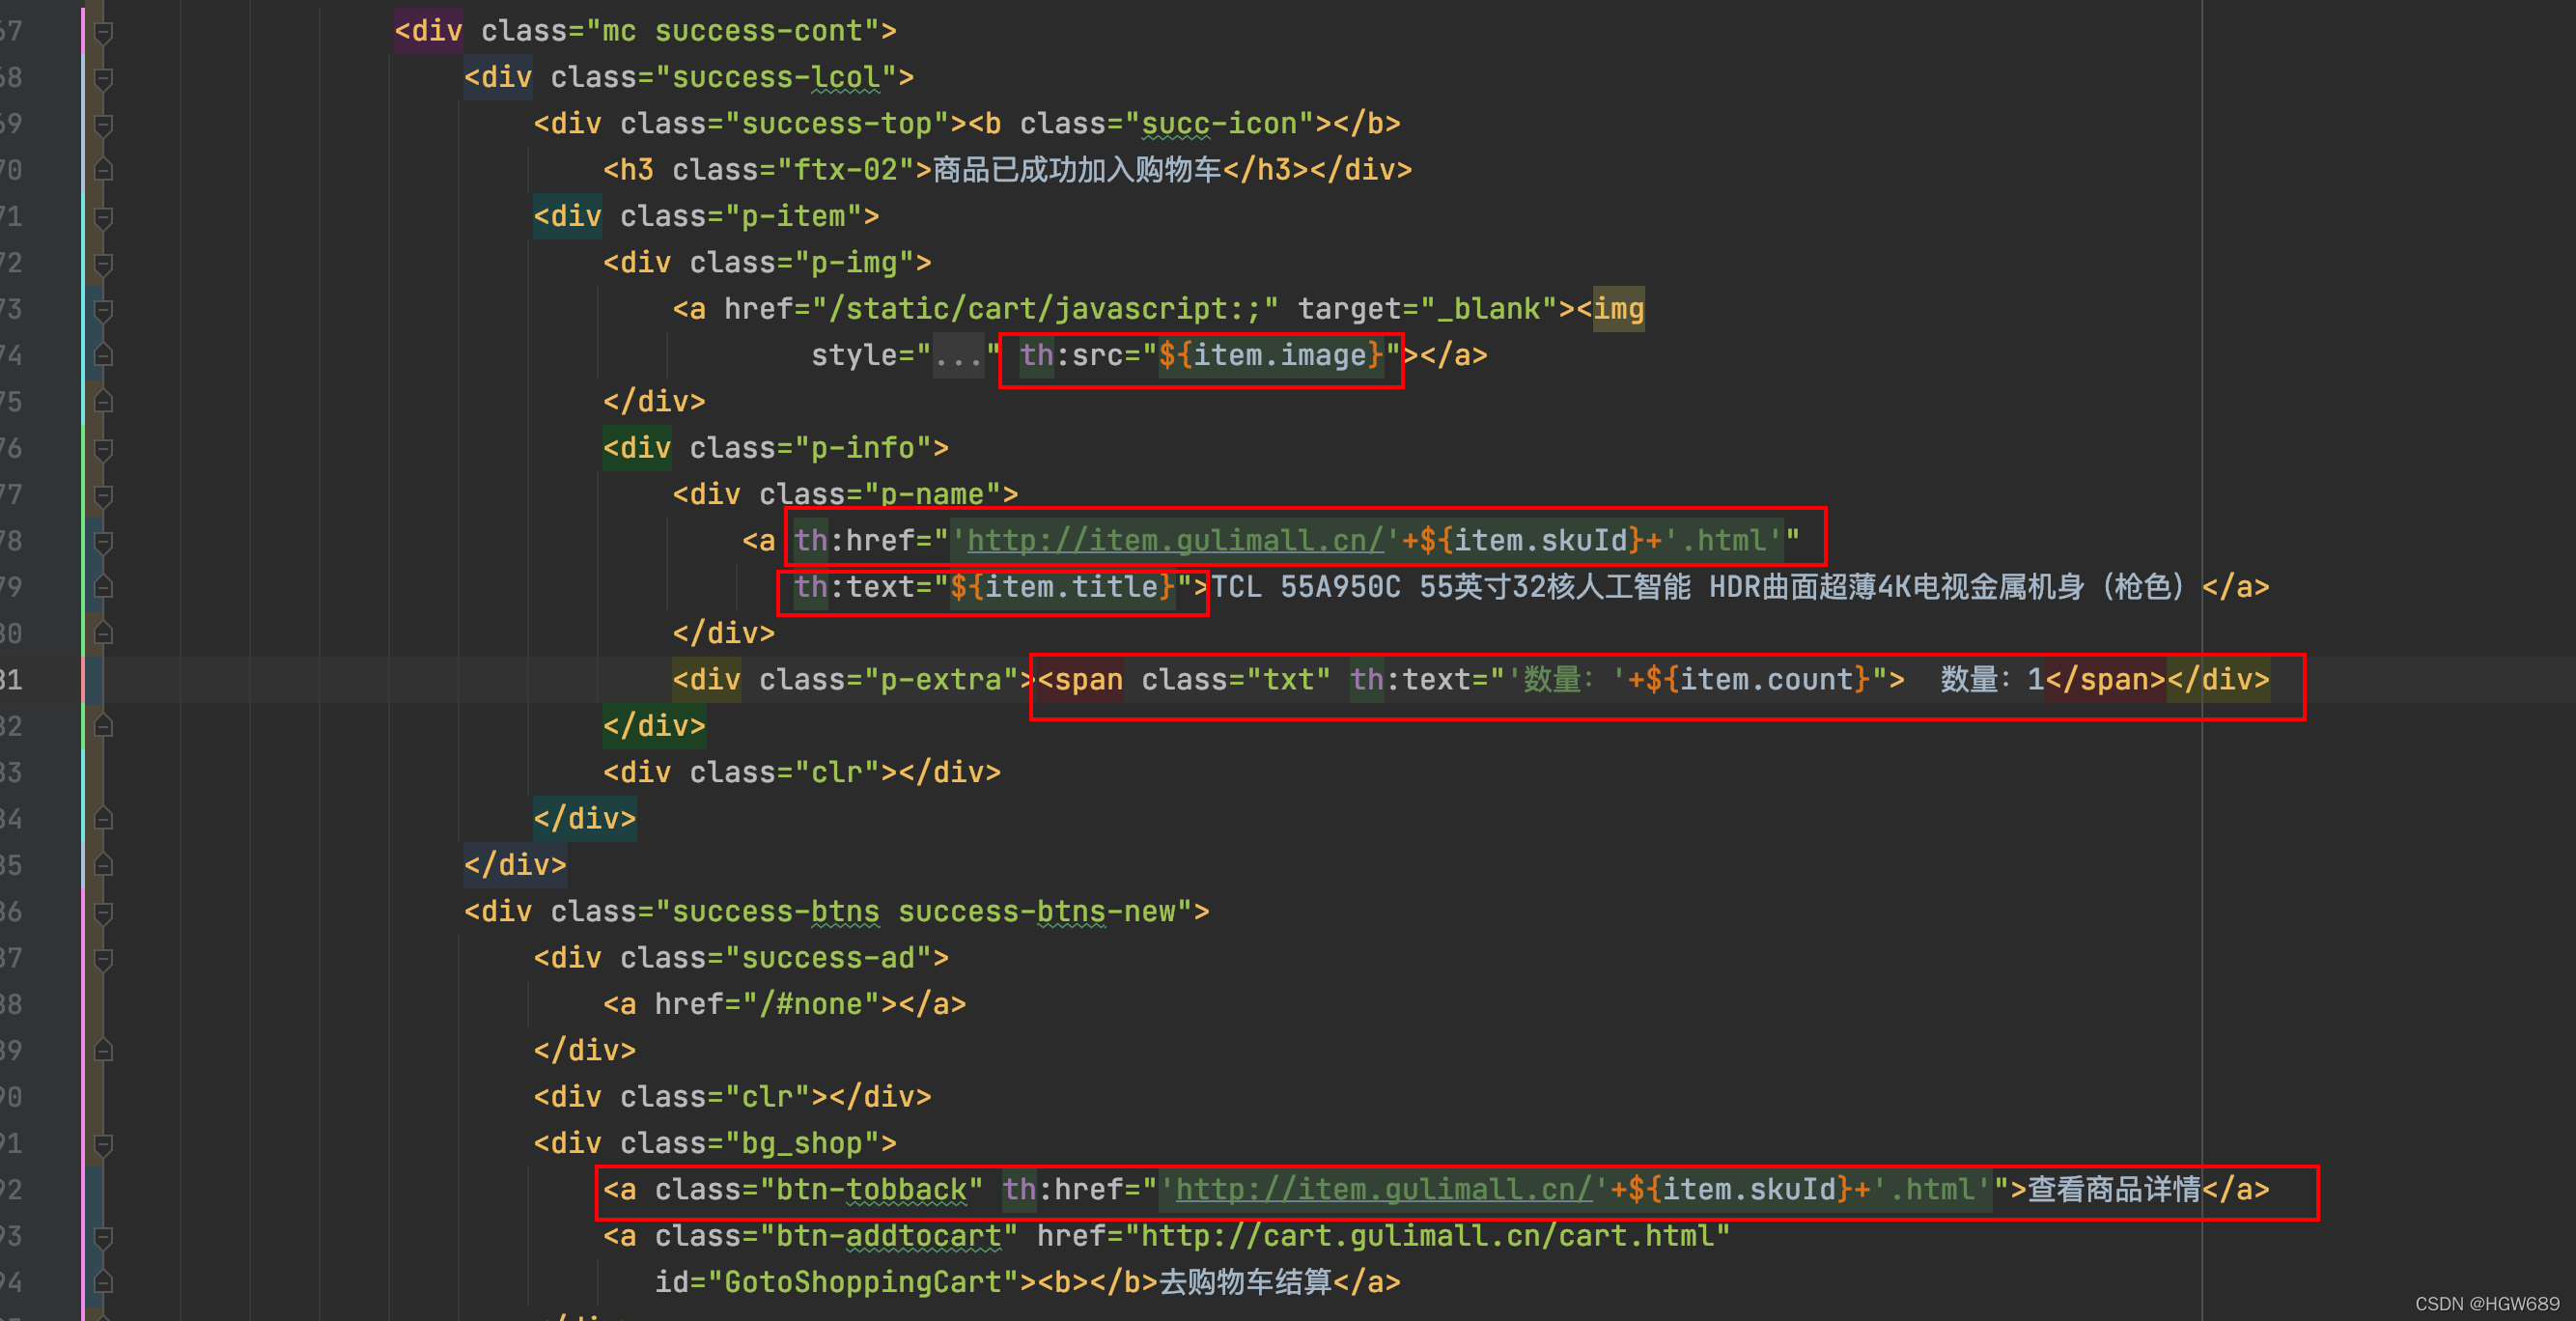 67 <div class="mc success-cont">
68 <div class="success-lcol">
69 <div class="success-top"><b class="succ-icon"></b>
70 <h3 class="ftx-02">商品已成功加入购物车</h3></div>
71 <div class="p-item">
72 <div class="p-img">
73 <a href="/static/cart/javascript:;" target="_blank"><img
74 style="..." th:src="${item.image}"></a>
75 </div>
76 <div class="p-info">
77 <div class="p-name">
78 <a th:href="'http://item.gulimall.cn/'+${item.skuId}+'.html'"
79 th:text="${item.title}">TCL 55A950C 55英寸32核人工智能 HDR曲面超薄4K电视金属机身（枪色）</a>
80 </div>
81 <div class="p-extra"><span class="txt" th:text="'数量：'+${item.count}">  数量：1</span></div>
82 </div>
83 <div class="clr"></div>
84 </div>
85 </div>
86 <div class="success-btns success-btns-new">
87 <div class="success-ad">
88 <a href="/#none"></a>
89 </div>
90 <div class="clr"></div>
91 <div class="bg_shop">
92 <a class="btn-tobback" th:href="'http://item.gulimall.cn/'+${item.skuId}+'.html'">查看商品详情</a>
93 <a class="btn-addtocart" href="http://cart.gulimall.cn/cart.html"
94 id="GotoShoppingCart"><b></b>去购物车结算</a>
CSDN @HGW689